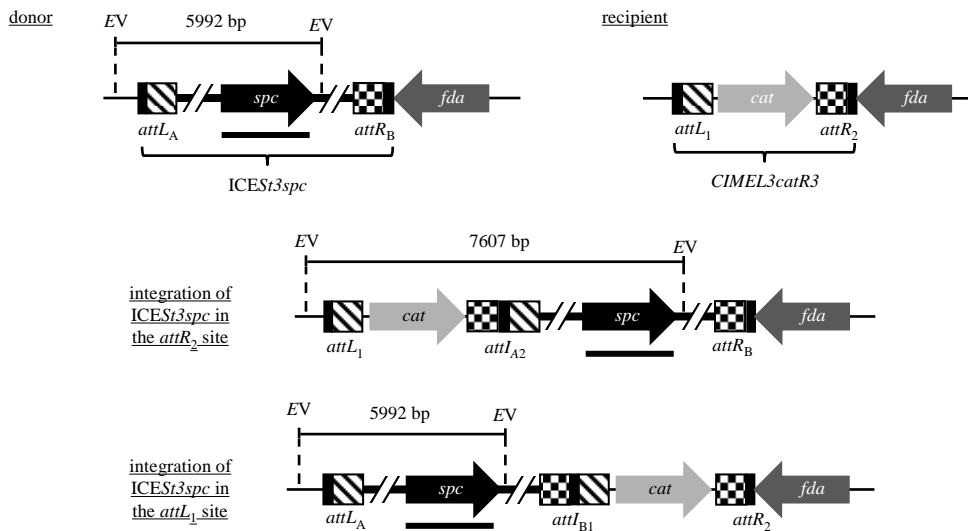 donor
recipient
EV 5992 bp EV
spc fda
attLA attRB
ICESt3spc
cat fda
attL1 attR2
CIMEL3catR3
EV 7607 bp EV
integration of
ICESt3spc in
the attR2 site
cat spc fda
attL1 attIA2 attRB
EV 5992 bp EV
integration of
ICESt3spc in
the attL1 site
spc cat fda
attLA attIB1 attR2